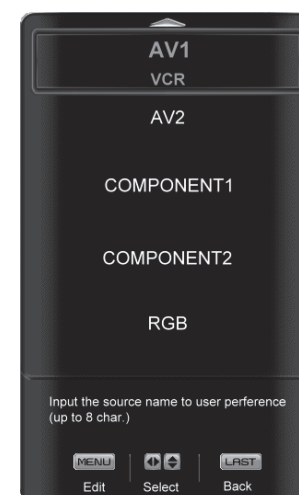 AV1
VCR
AV2
COMPONENT1
COMPONENT2
RGB
Input the source name to user perference
(up to 8 char.)
MENU LAST
Edit Select Back